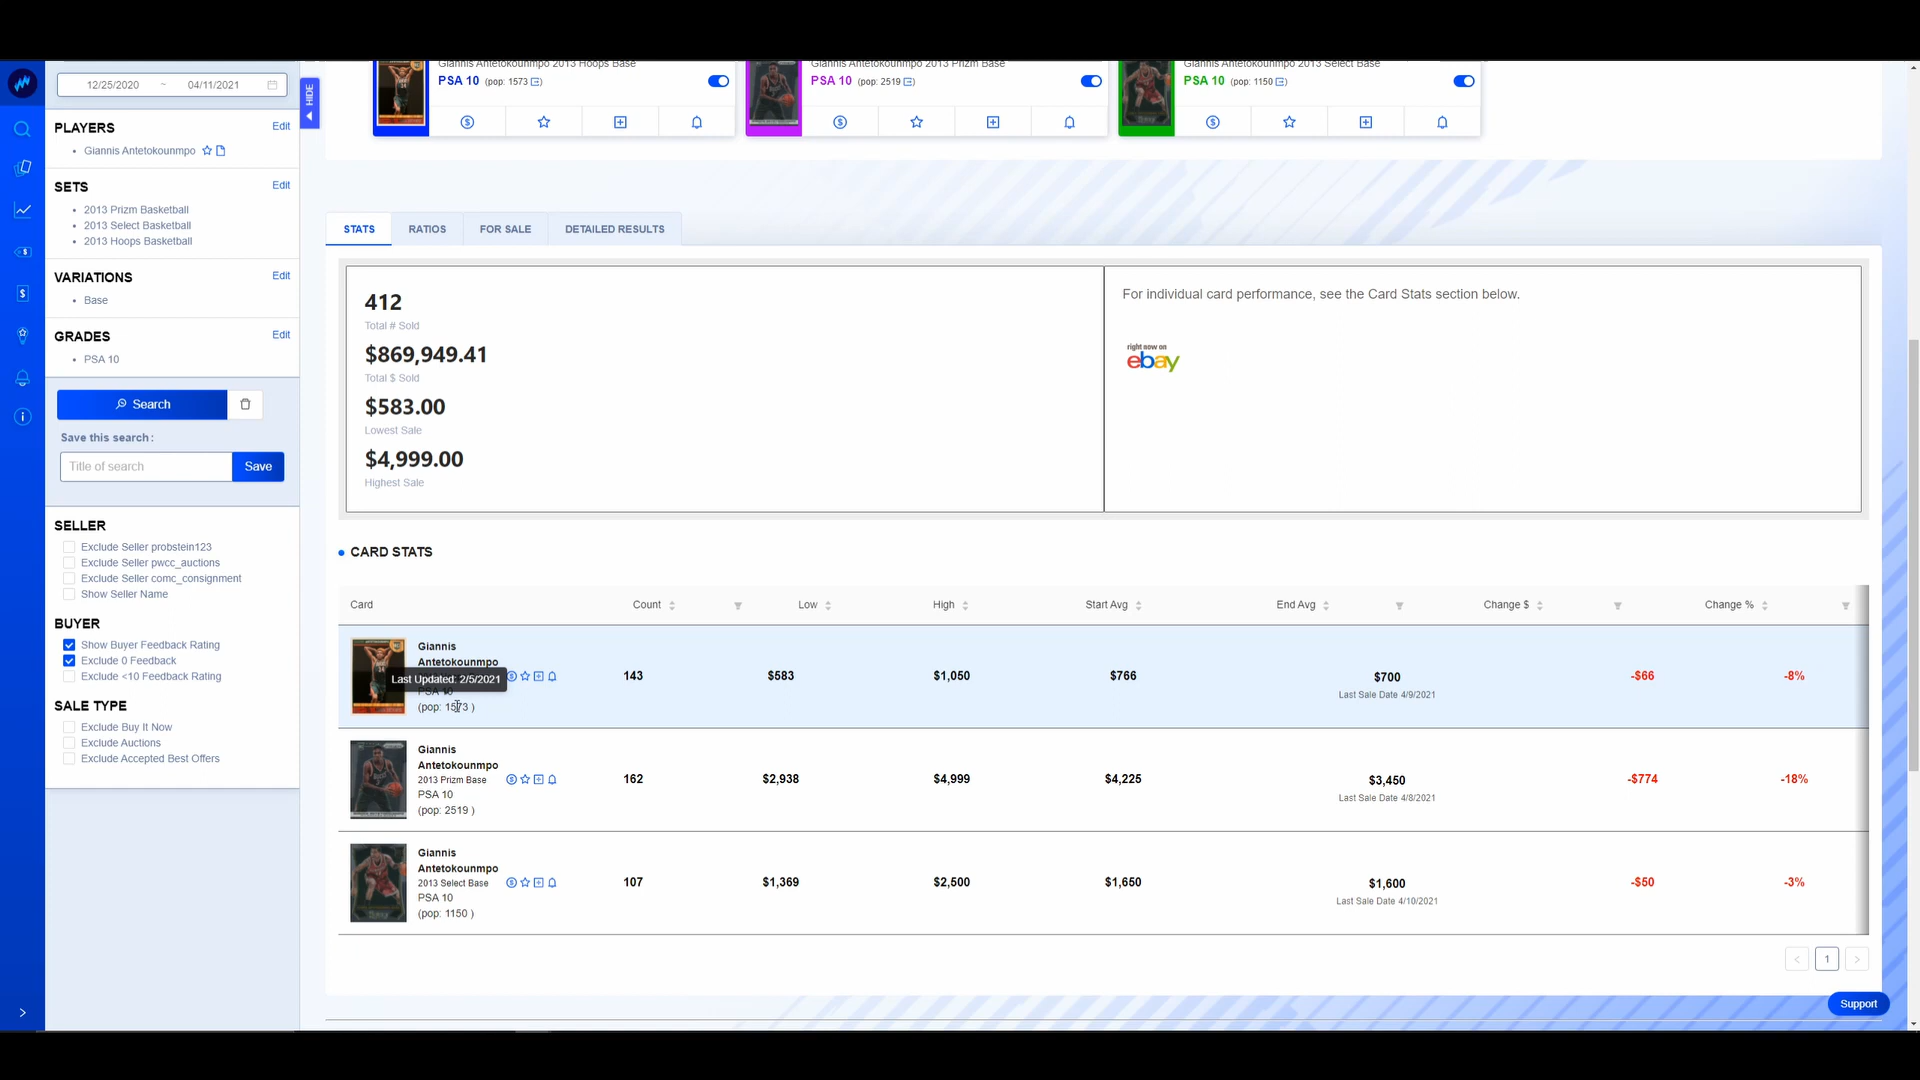 12/25/2020 ~ 04/11/2021
HIDE
PLAYERS Edit
Giannis Antetokounmpo
SETS Edit
2013 Prizm Basketball
2013 Select Basketball
2013 Hoops Basketball
VARIATIONS Edit
Base
GRADES Edit
PSA 10
Search
Save this search:
Title of search Save
SELLER
Exclude Seller probstein123
Exclude Seller pwcc_auctions
Exclude Seller comc_consignment
Show Seller Name
BUYER
Show Buyer Feedback Rating
Exclude 0 Feedback
Exclude <10 Feedback Rating
SALE TYPE
Exclude Buy It Now
Exclude Auctions
Exclude Accepted Best Offers
Giannis Antetokounmpo 2013 Hoops Base
PSA 10 (pop: 1573)
Giannis Antetokounmpo 2013 Prizm Base
PSA 10 (pop: 2519)
Giannis Antetokounmpo 2013 Select Base
PSA 10 (pop: 1150)
STATS RATIOS FOR SALE DETAILED RESULTS
412
Total # Sold
$869,949.41
Total $ Sold
$583.00
Lowest Sale
$4,999.00
Highest Sale
For individual card performance, see the Card Stats section below.
right now on
ebay
CARD STATS
Card Count Low High Start Avg End Avg Change $ Change %
Giannis
Antetokounmpo
Last Updated: 2/5/2021
PSA 10
(pop: 1573 )
143 $583 $1,050 $766 $700 -$66 -8%
Last Sale Date 4/9/2021
Giannis
Antetokounmpo
2013 Prizm Base
PSA 10
(pop: 2519 )
162 $2,938 $4,999 $4,225 $3,450 -$774 -18%
Last Sale Date 4/8/2021
Giannis
Antetokounmpo
2013 Select Base
PSA 10
(pop: 1150 )
107 $1,369 $2,500 $1,650 $1,600 -$50 -3%
Last Sale Date 4/10/2021
< 1 >
Support